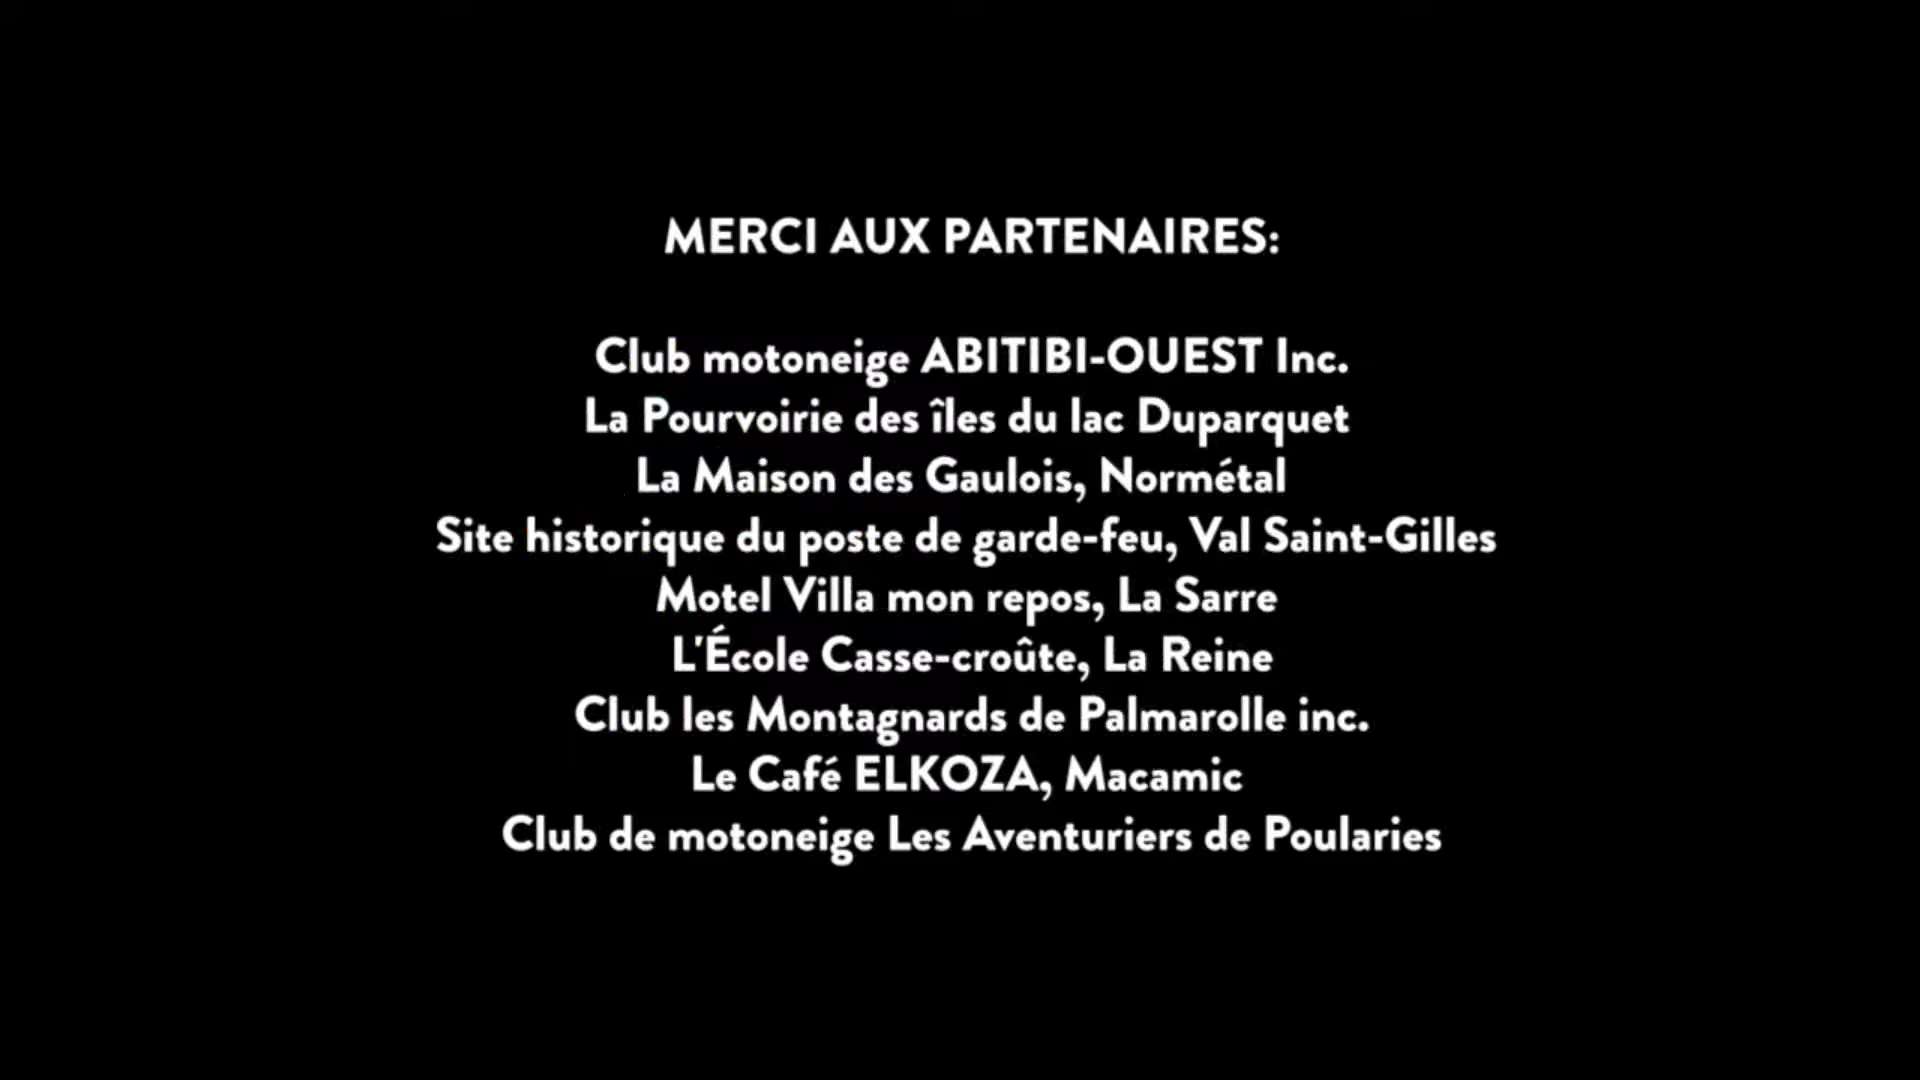 MERCI AUX PARTENAIRES:
Club motoneige ABITIBI-OUEST Inc.
La Pourvoirie des îles du lac Duparquet
La Maison des Gaulois, Normétal
Site historique du poste de garde-feu, Val Saint-Gilles
Motel Villa mon repos, La Sarre
L'École Casse-croûte, La Reine
Club les Montagnards de Palmarolle inc.
Le Café ELKOZA, Macamic
Club de motoneige Les Aventuriers de Poularies